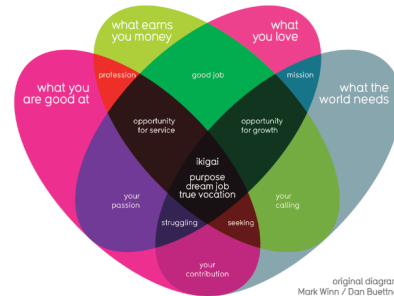 what earns
you money
what
you love
profession
good job
mission
what you
are good at
what the
world needs
opportunity
for service
opportunity
for growth
ikigai
purpose
dream job
true vocation
your
passion
your
calling
struggling
seeking
your
contribution
original diagram
Mark Winn / Dan Buettn